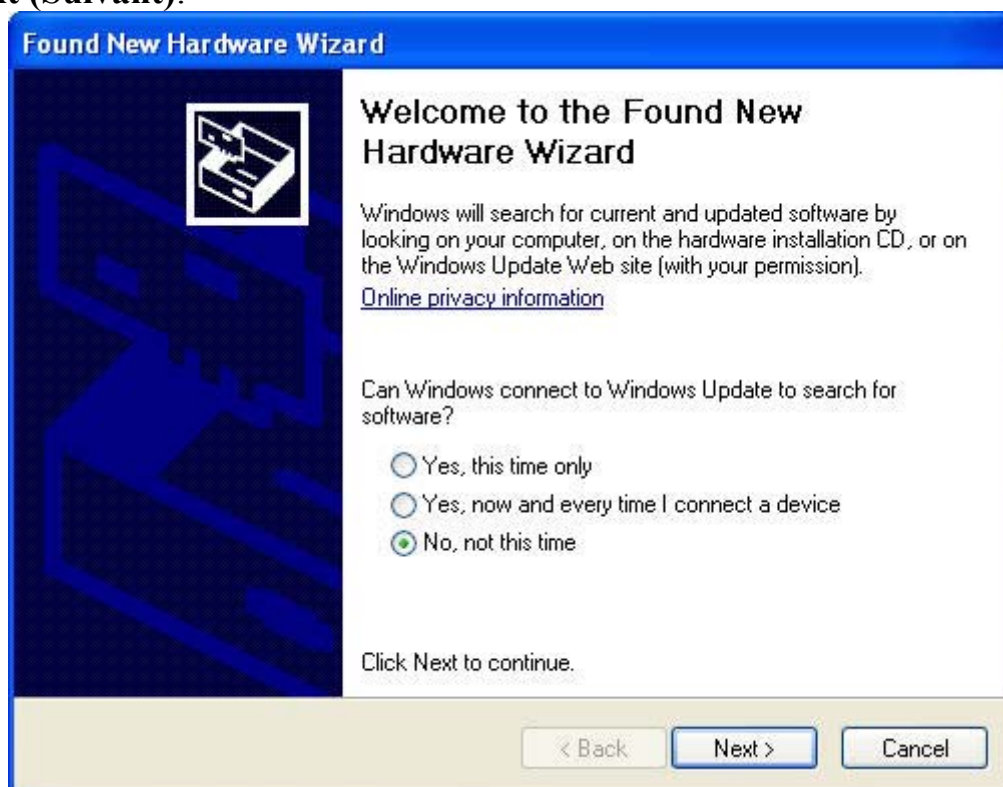 (Suivant).
Found New Hardware Wizard
Welcome to the Found New
Hardware Wizard
Windows will search for current and updated software by
looking on your computer, on the hardware installation CD, or on
the Windows Update Web site (with your permission).
Online privacy information
Can Windows connect to Windows Update to search for
software?
Yes, this time only
Yes, now and every time I connect a device
No, not this time
Click Next to continue.
< Back
Next >
Cancel